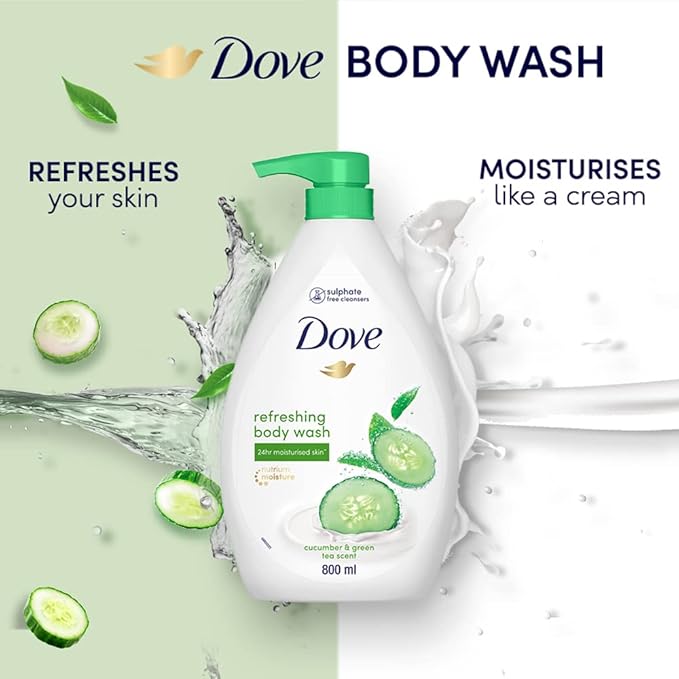 Dove BODY WASH
REFRESHES
your skin
MOISTURISES
like a cream
sulphate
free cleansers
Dove
refreshing
body wash
24hr moisturised skin
nutrium
moisture
cucumber & green
tea scent
800 ml